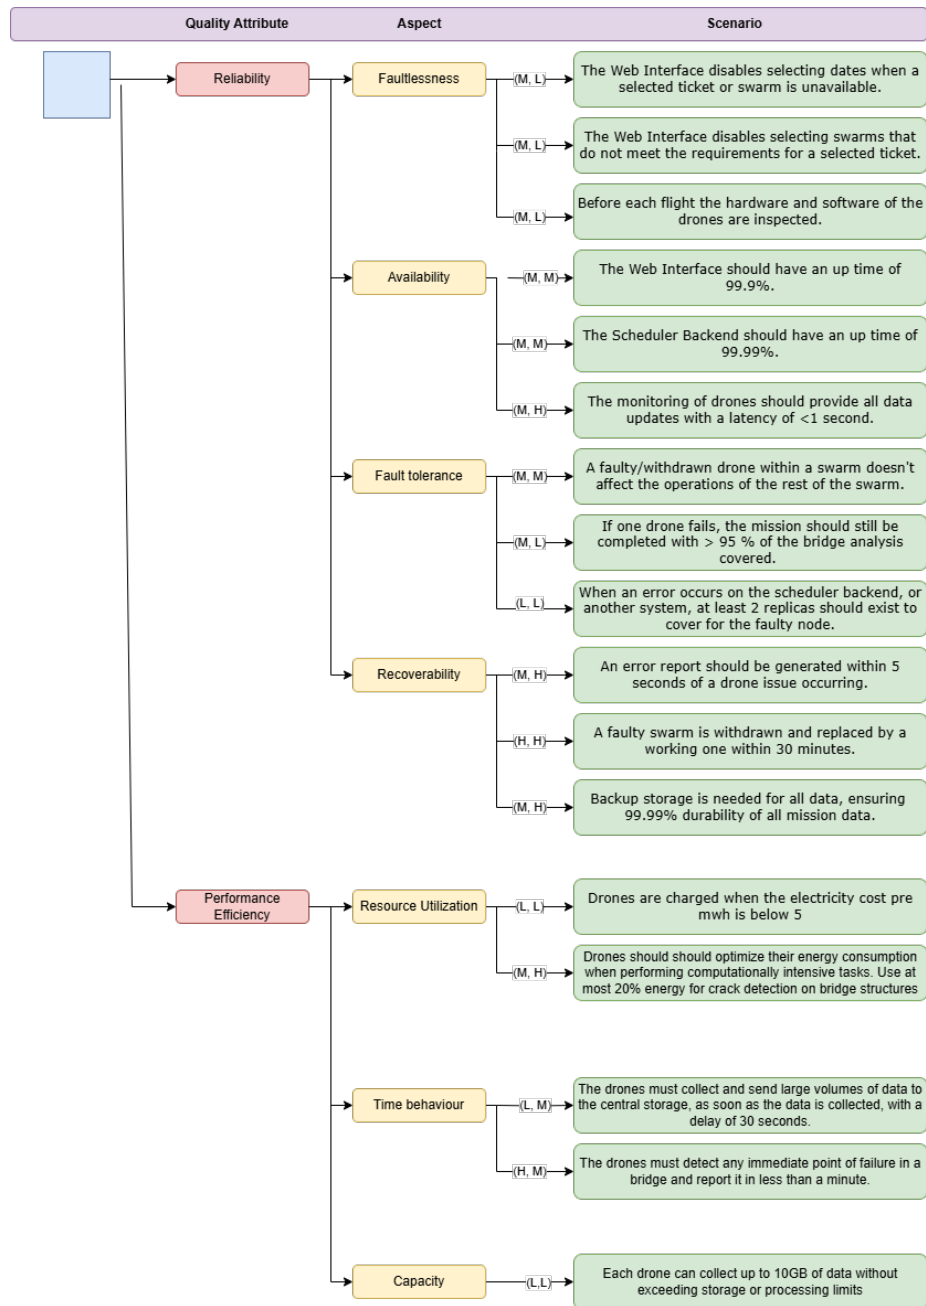 Quality Attribute Aspect Scenario
Reliability
Faultlessness
(M, L)
The Web Interface disables selecting dates when a
selected ticket or swarm is unavailable.
(M, L)
The Web Interface disables selecting swarms that
do not meet the requirements for a selected ticket.
(M, L)
Before each flight the hardware and software of the
drones are inspected.
Availability
(M, M)
The Web Interface should have an up time of
99.9%.
(M, M)
The Scheduler Backend should have an up time of
99.99%.
(M, H)
The monitoring of drones should provide all data
updates with a latency of <1 second.
Fault tolerance
(M, M)
A faulty/withdrawn drone within a swarm doesn't
affect the operations of the rest of the swarm.
(M, L)
If one drone fails, the mission should still be
completed with > 95 % of the bridge analysis
covered.
(L, L)
When an error occurs on the scheduler backend, or
another system, at least 2 replicas should exist to
cover for the faulty node.
Recoverability
(M, H)
An error report should be generated within 5
seconds of a drone issue occurring.
(H, H)
A faulty swarm is withdrawn and replaced by a
working one within 30 minutes.
(M, H)
Backup storage is needed for all data, ensuring
99.99% durability of all mission data.
Performance
Efficiency
Resource Utilization
(L, L)
Drones are charged when the electricity cost pre
mwh is below 5
(M, H)
Drones should should optimize their energy consumption
when performing computationally intensive tasks. Use at
most 20% energy for crack detection on bridge structures
Time behaviour
(L, M)
The drones must collect and send large volumes of data to
the central storage, as soon as the data is collected, with a
delay of 30 seconds.
(H, M)
The drones must detect any immediate point of failure in a
bridge and report it in less than a minute.
Capacity
(L,L)
Each drone can collect up to 10GB of data without
exceeding storage or processing limits